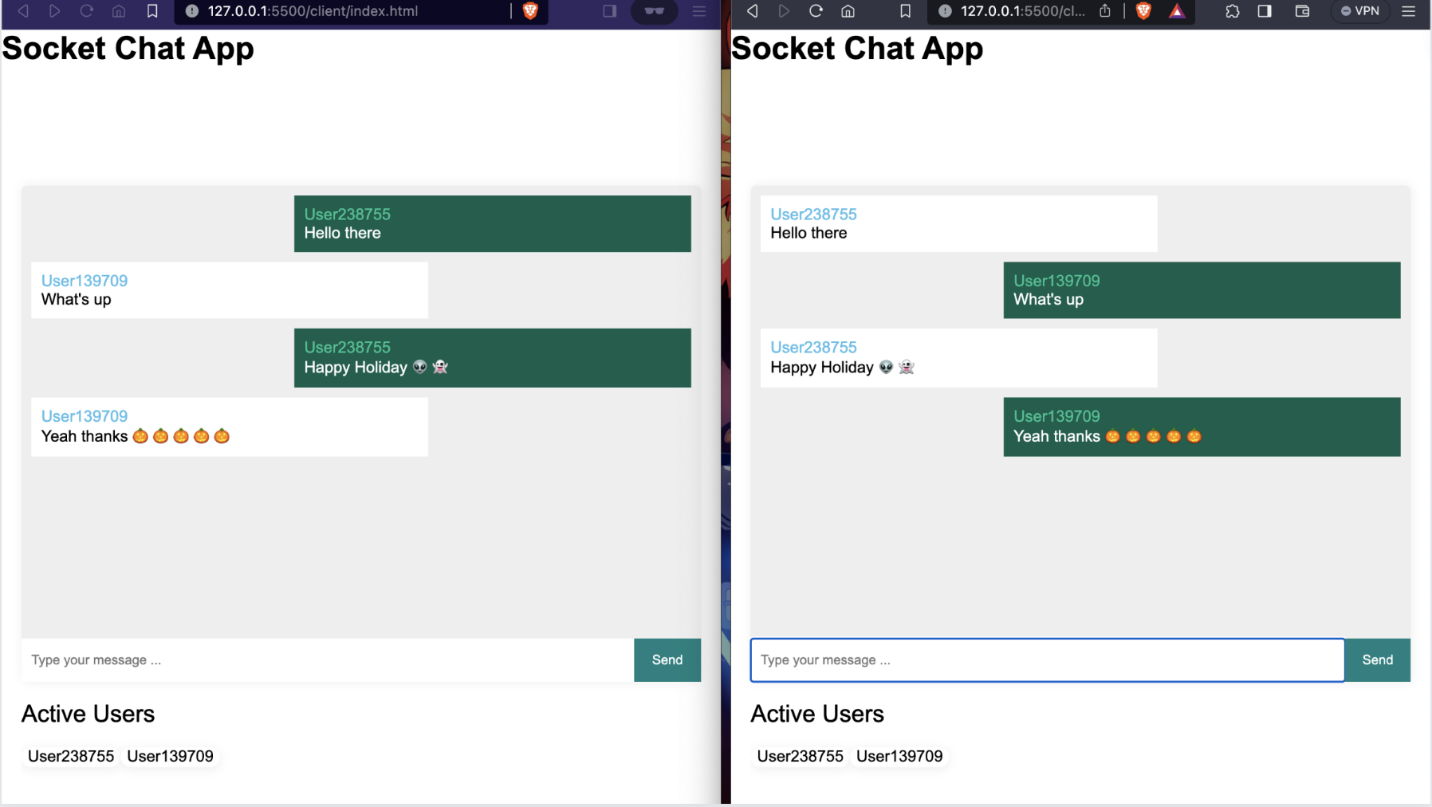 127.0.0.1:5500/client/index.html
Socket Chat App
User238755
Hello there
User139709
What's up
User238755
Happy Holiday 👽 👻
User139709
Yeah thanks 🎃 🎃 🎃 🎃 🎃
Type your message ...
Send
Active Users
User238755 User139709
127.0.0.1:5500/cl...
VPN
Socket Chat App
User238755
Hello there
User139709
What's up
User238755
Happy Holiday 👽 👻
User139709
Yeah thanks 🎃 🎃 🎃 🎃 🎃
Type your message ...
Send
Active Users
User238755 User139709